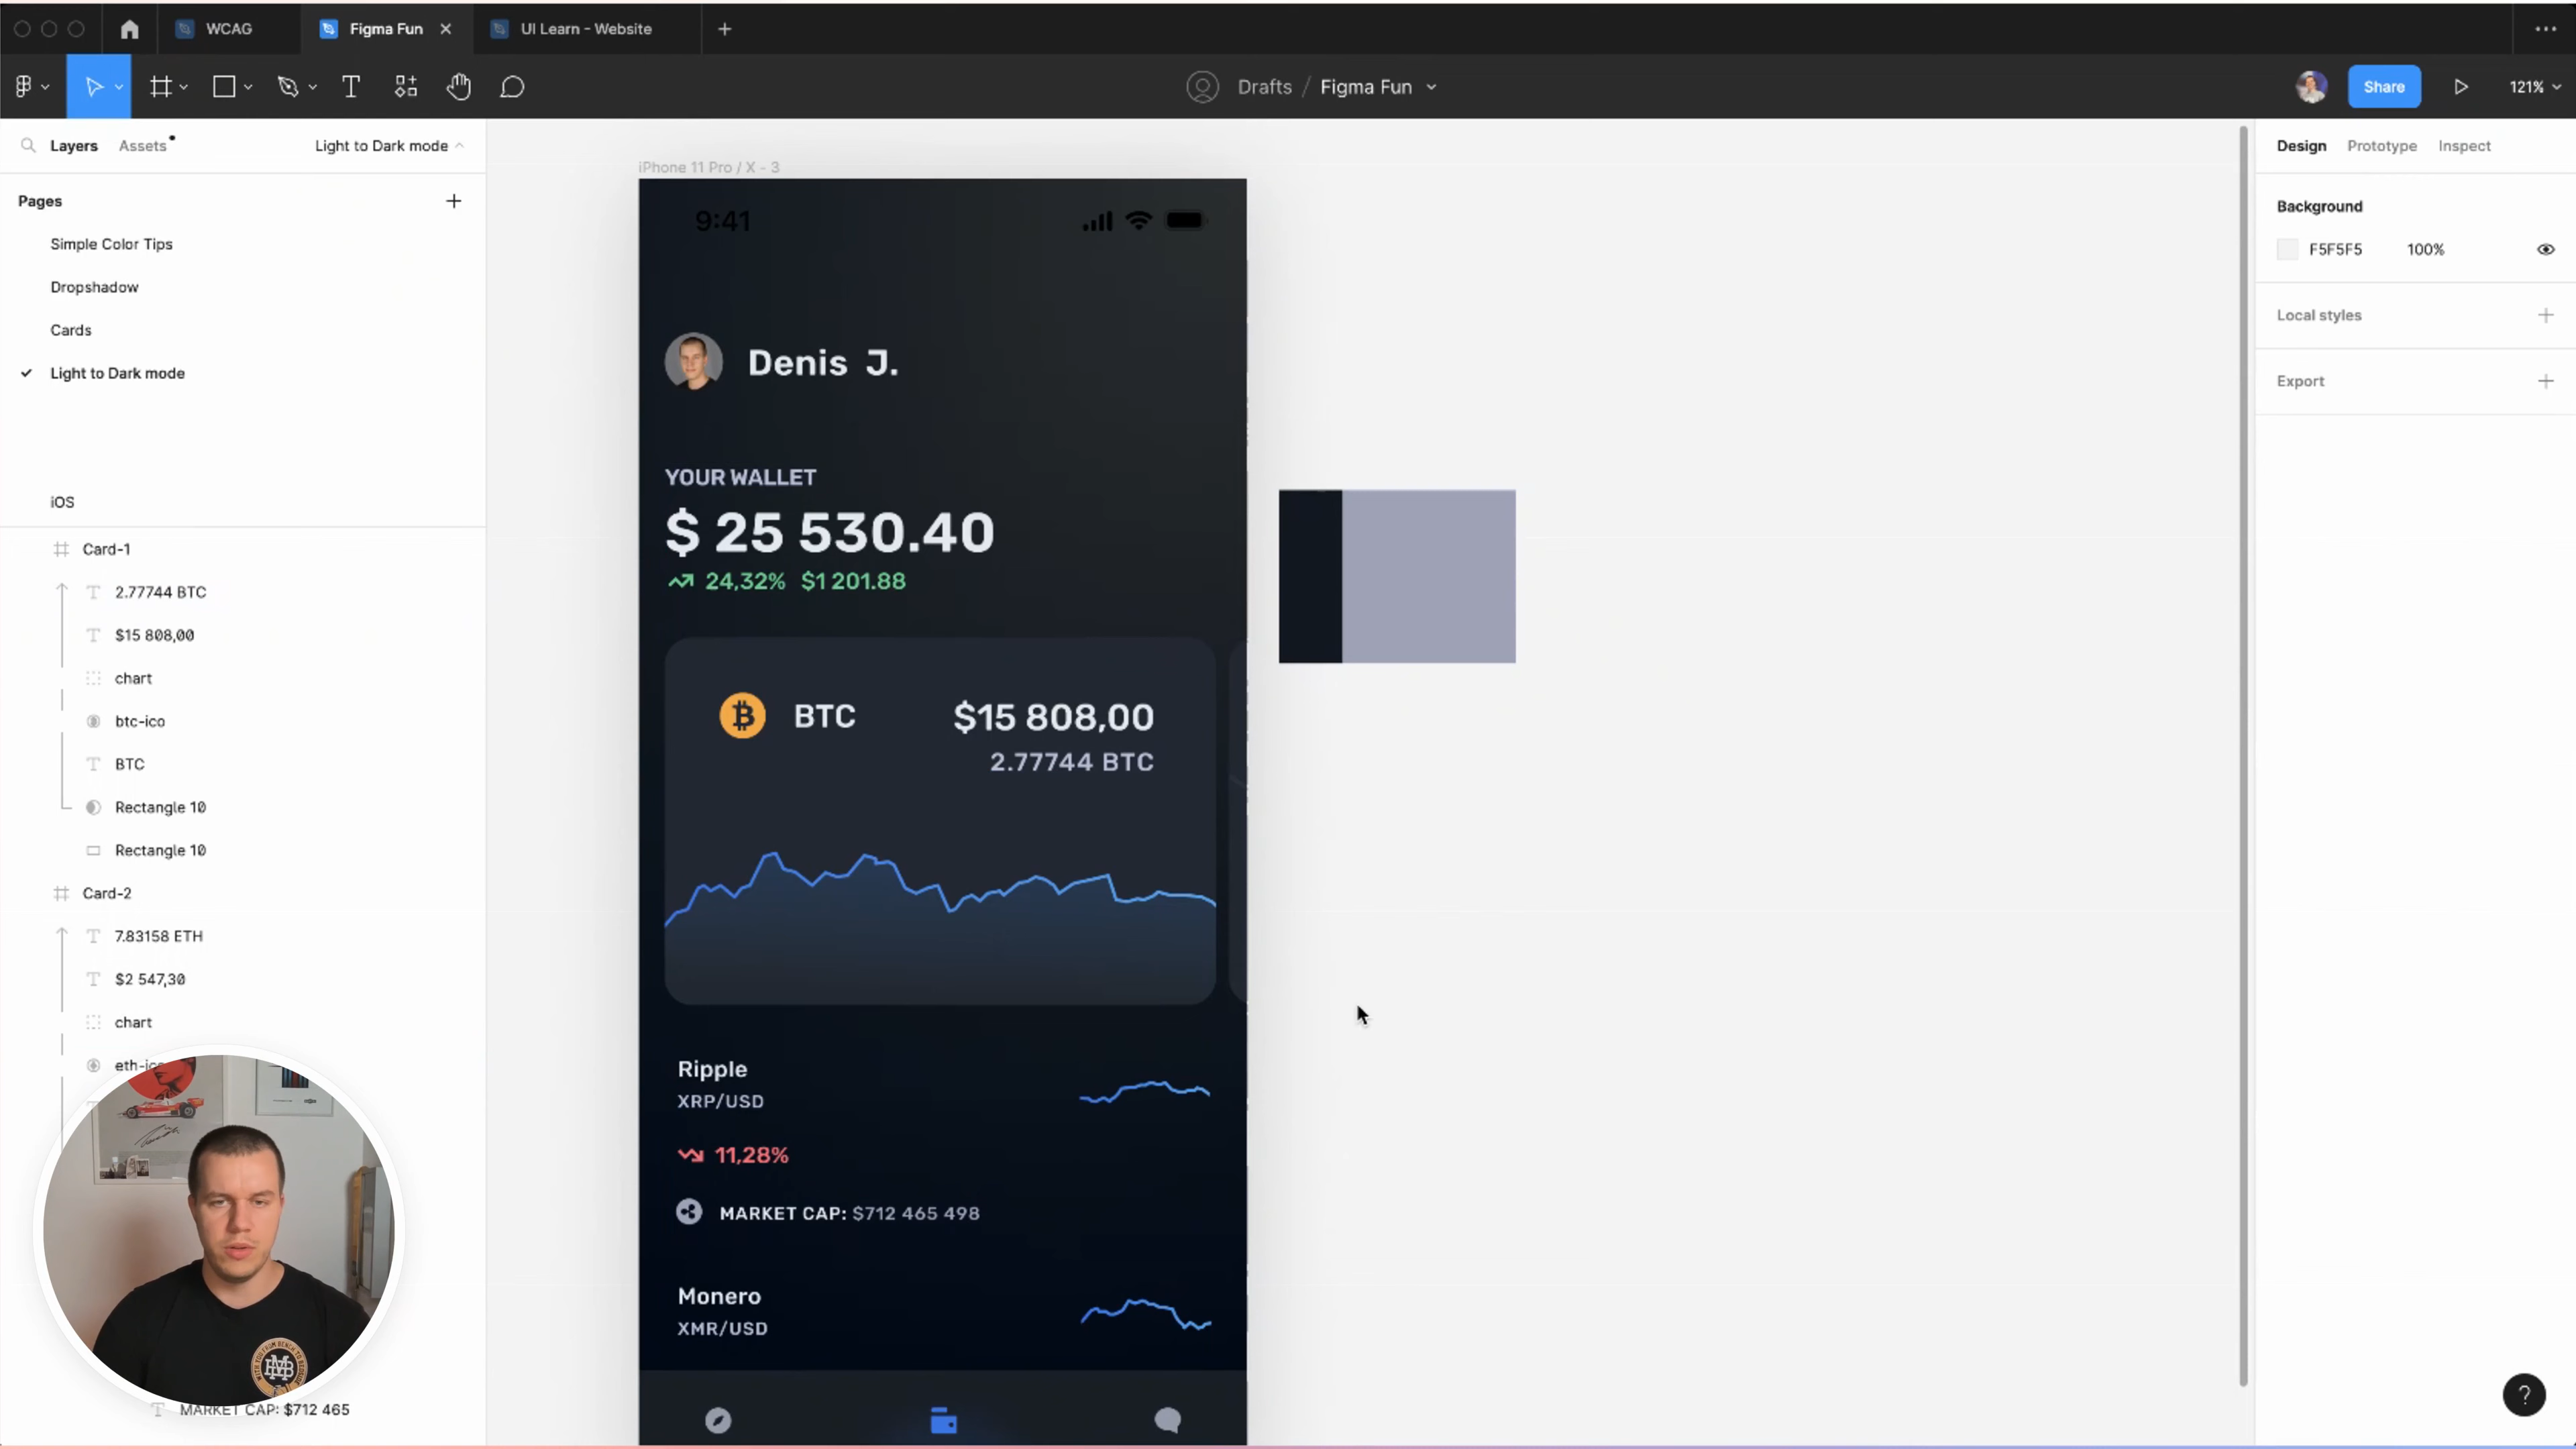 WCAG
Figma Fun
UI Learn - Website
Drafts / Figma Fun
Share
121%
Layers
Assets
Light to Dark mode
Pages
Simple Color Tips
Dropshadow
Cards
Light to Dark mode
iOS
Card-1
2.77744 BTC
$15 808,00
chart
btc-ico
BTC
Rectangle 10
Rectangle 10
Card-2
7.83158 ETH
$2 547,30
chart
MARKET CAP: $712 465
iPhone 11 Pro / X - 3
9:41
Denis J.
YOUR WALLET
$ 25 530.40
24,32% $1 201.88
BTC
$15 808,00
2.77744 BTC
Ripple
XRP/USD
11,28%
MARKET CAP: $712 465 498
Monero
XMR/USD
Design
Prototype
Inspect
Background
F5F5F5
100%
Local styles
Export
?